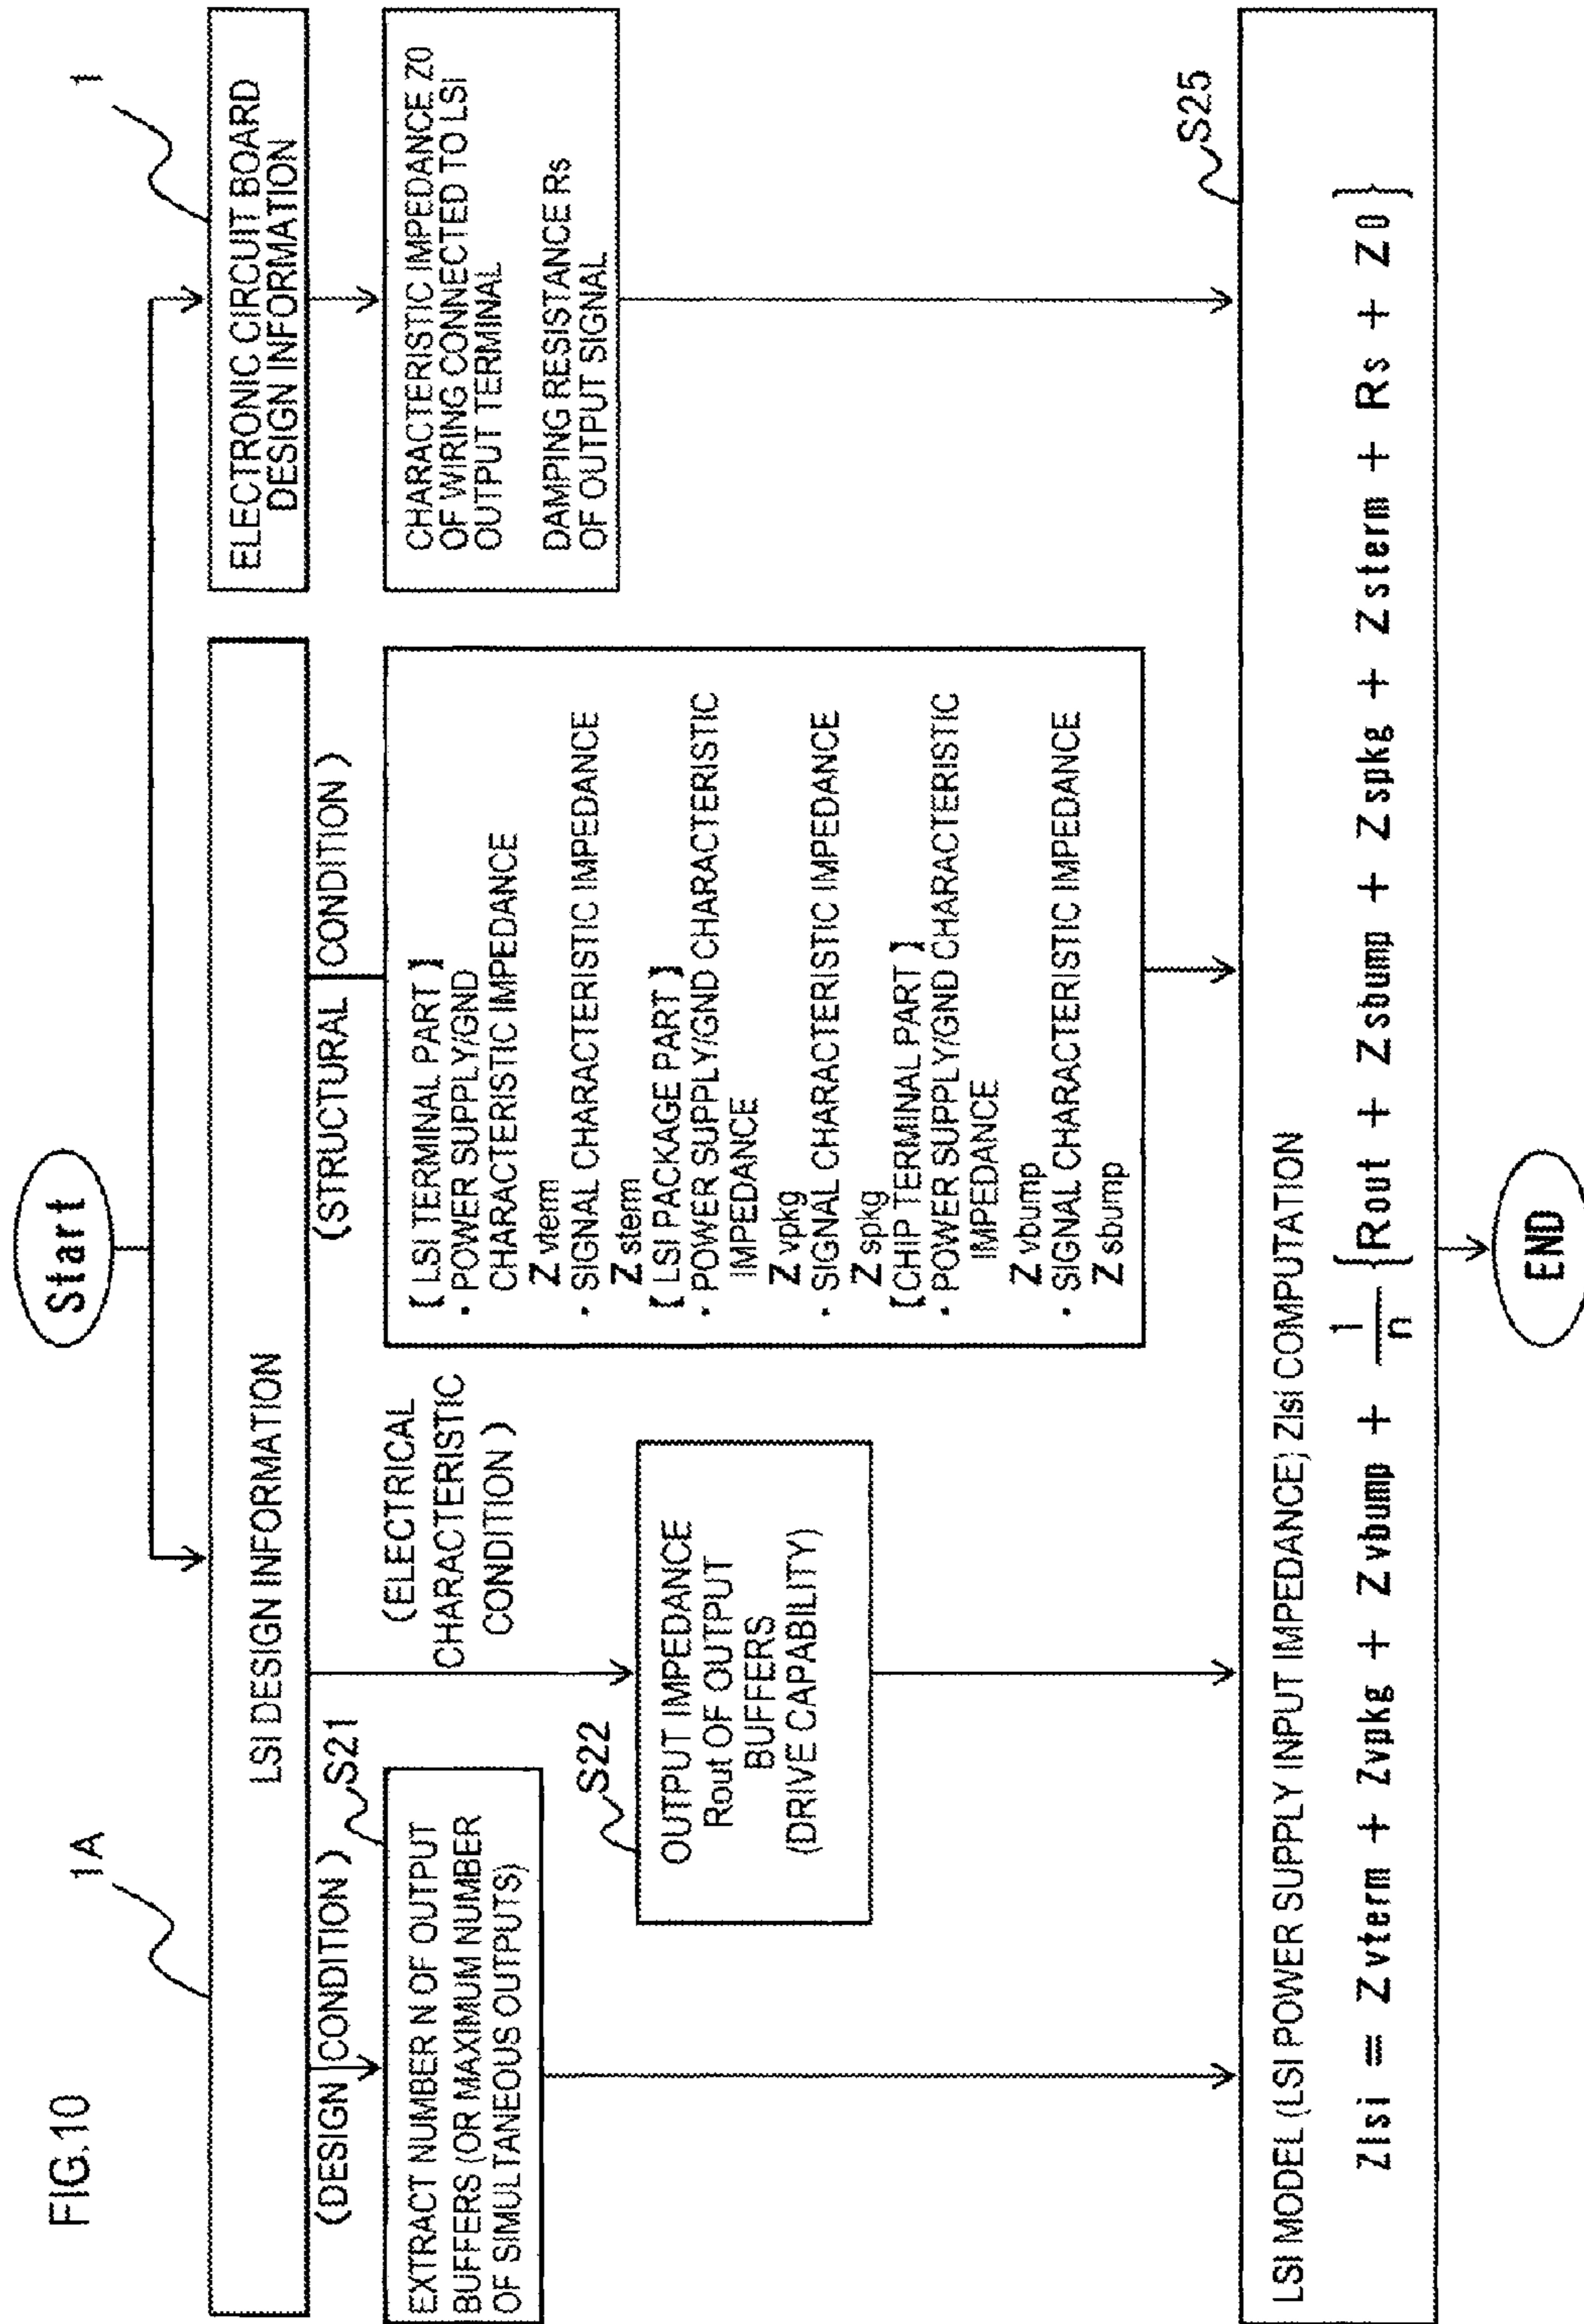 FIG.10
Start
1A
1
LSI DESIGN INFORMATION
ELECTRONIC CIRCUIT BOARD
DESIGN INFORMATION
(DESIGN CONDITION)
S21
EXTRACT NUMBER N OF OUTPUT
BUFFERS (OR MAXIMUM NUMBER
OF SIMULTANEOUS OUTPUTS)
(ELECTRICAL
CHARACTERISTIC
CONDITION)
S22
OUTPUT IMPEDANCE
Rout OF OUTPUT
BUFFERS
(DRIVE CAPABILITY)
(STRUCTURAL CONDITION)
【LSI TERMINAL PART】
・POWER SUPPLY/GND
CHARACTERISTIC IMPEDANCE
Z vterm
・SIGNAL CHARACTERISTIC IMPEDANCE
Z sterm
【LSI PACKAGE PART】
・POWER SUPPLY/GND CHARACTERISTIC
IMPEDANCE
Z vpkg
・SIGNAL CHARACTERISTIC IMPEDANCE
Z spkg
【CHIP TERMINAL PART】
・POWER SUPPLY/GND CHARACTERISTIC
IMPEDANCE
Z vbump
・SIGNAL CHARACTERISTIC IMPEDANCE
Z sbump
CHARACTERISTIC IMPEDANCE Z0
OF WIRING CONNECTED TO LSI
OUTPUT TERMINAL
DAMPING RESISTANCE Rs
OF OUTPUT SIGNAL
S25
LSI MODEL (LSI POWER SUPPLY INPUT IMPEDANCE) Zlsi COMPUTATION
Zlsi = Zvterm + Zvpkg + Zvbump + 1/n {Rout + Zsbump + Zspkg + Zsterm + Rs + Z0}
END